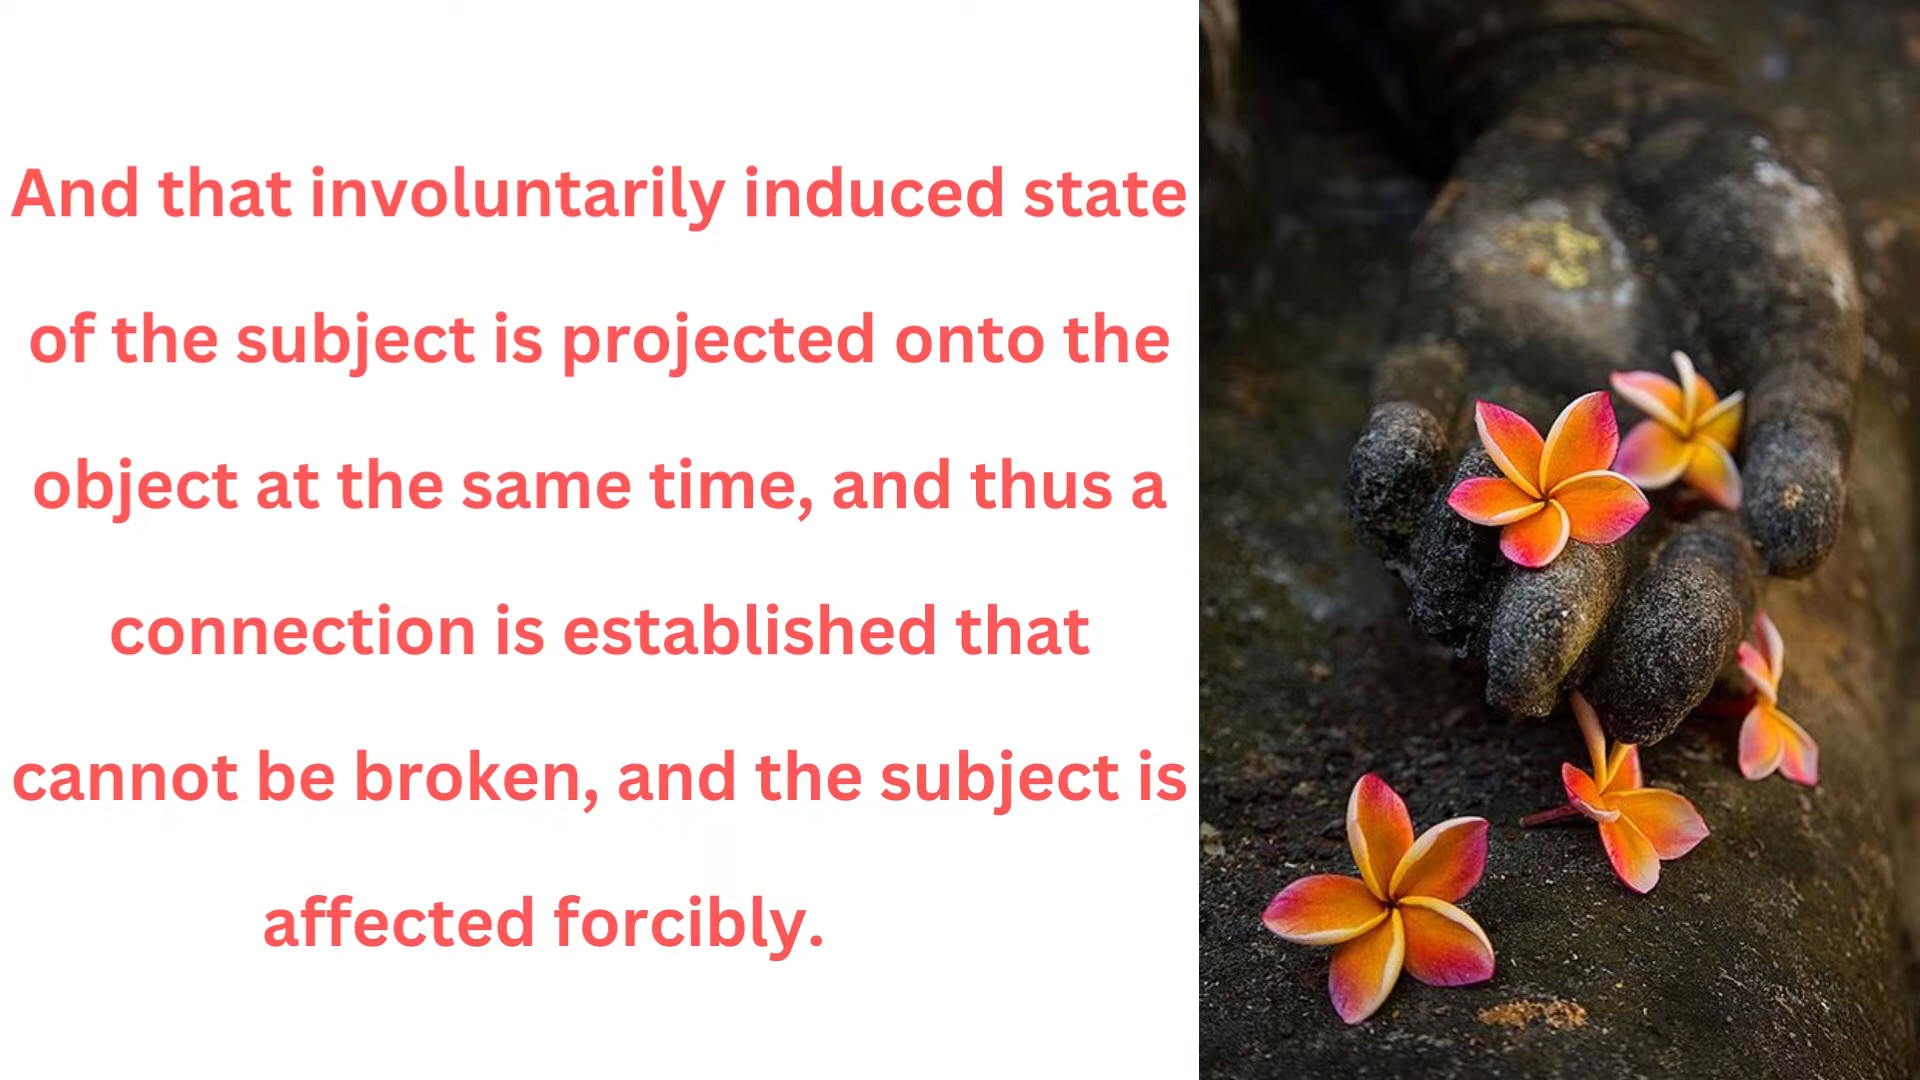 And that involuntarily induced state
of the subject is projected onto the
object at the same time, and thus a
connection is established that
cannot be broken, and the subject is
affected forcibly.